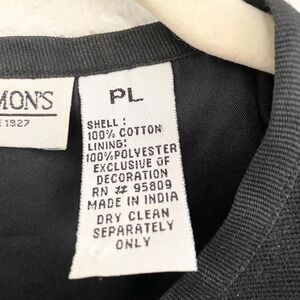 MON'S
1927
PL
SHELL:
100% COTTON
LINING:
100%POLYESTER
EXCLUSIVE OF
DECORATION
RN # 95809
MADE IN INDIA
DRY CLEAN
SEPARATELY
ONLY